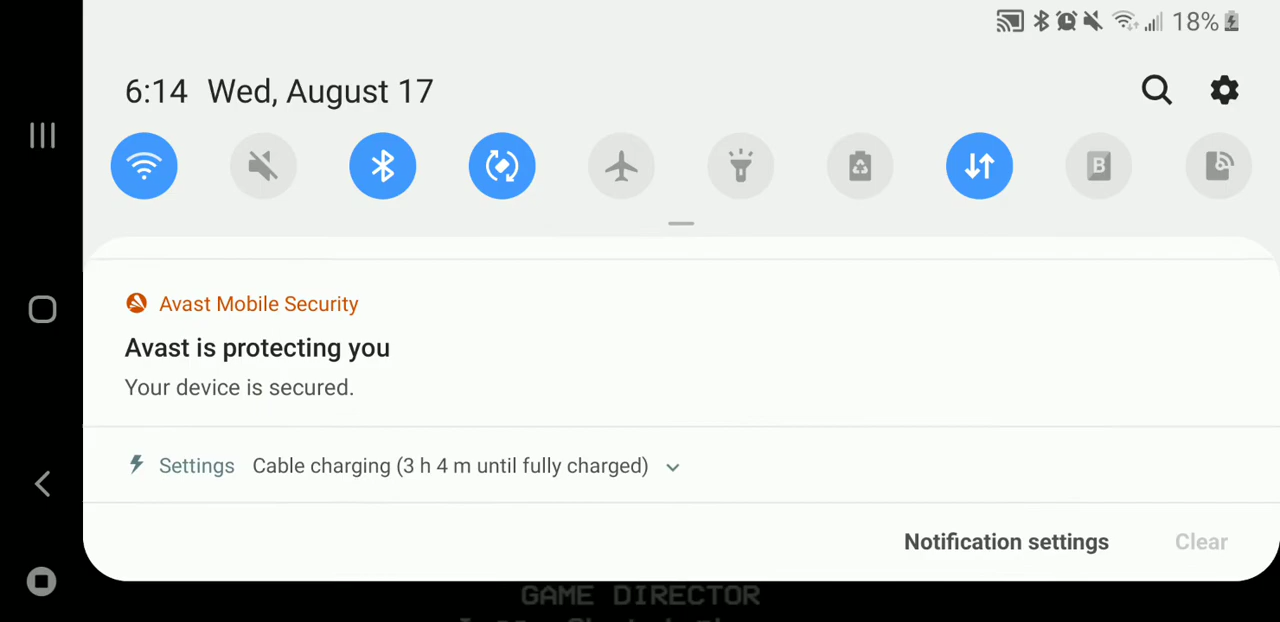 18%
6:14 Wed, August 17
B
Avast Mobile Security
Avast is protecting you
Your device is secured.
Settings Cable charging (3 h 4 m until fully charged)
Notification settings Clear
GAME DIRECTOR